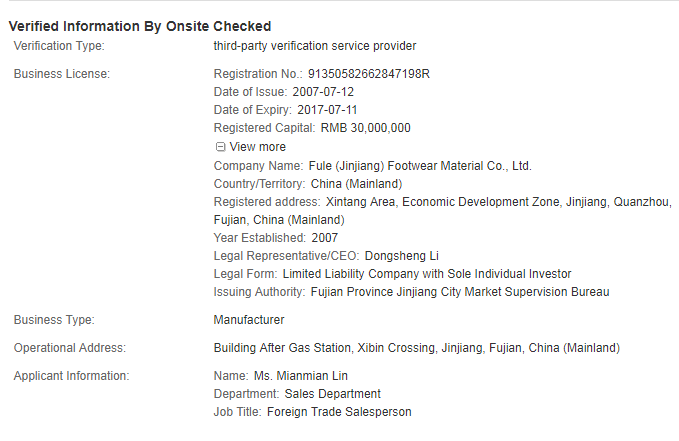 Verified Information By Onsite Checked
Verification Type: third-party verification service provider
Business License: Registration No.: 91350582662847198R
Date of Issue: 2007-07-12
Date of Expiry: 2017-07-11
Registered Capital: RMB 30,000,000
View more
Company Name: Fule (Jinjiang) Footwear Material Co., Ltd.
Country/Territory: China (Mainland)
Registered address: Xintang Area, Economic Development Zone, Jinjiang, Quanzhou,
Fujian, China (Mainland)
Year Established: 2007
Legal Representative/CEO: Dongsheng Li
Legal Form: Limited Liability Company with Sole Individual Investor
Issuing Authority: Fujian Province Jinjiang City Market Supervision Bureau
Business Type: Manufacturer
Operational Address: Building After Gas Station, Xibin Crossing, Jinjiang, Fujian, China (Mainland)
Applicant Information: Name: Ms. Mianmian Lin
Department: Sales Department
Job Title: Foreign Trade Salesperson